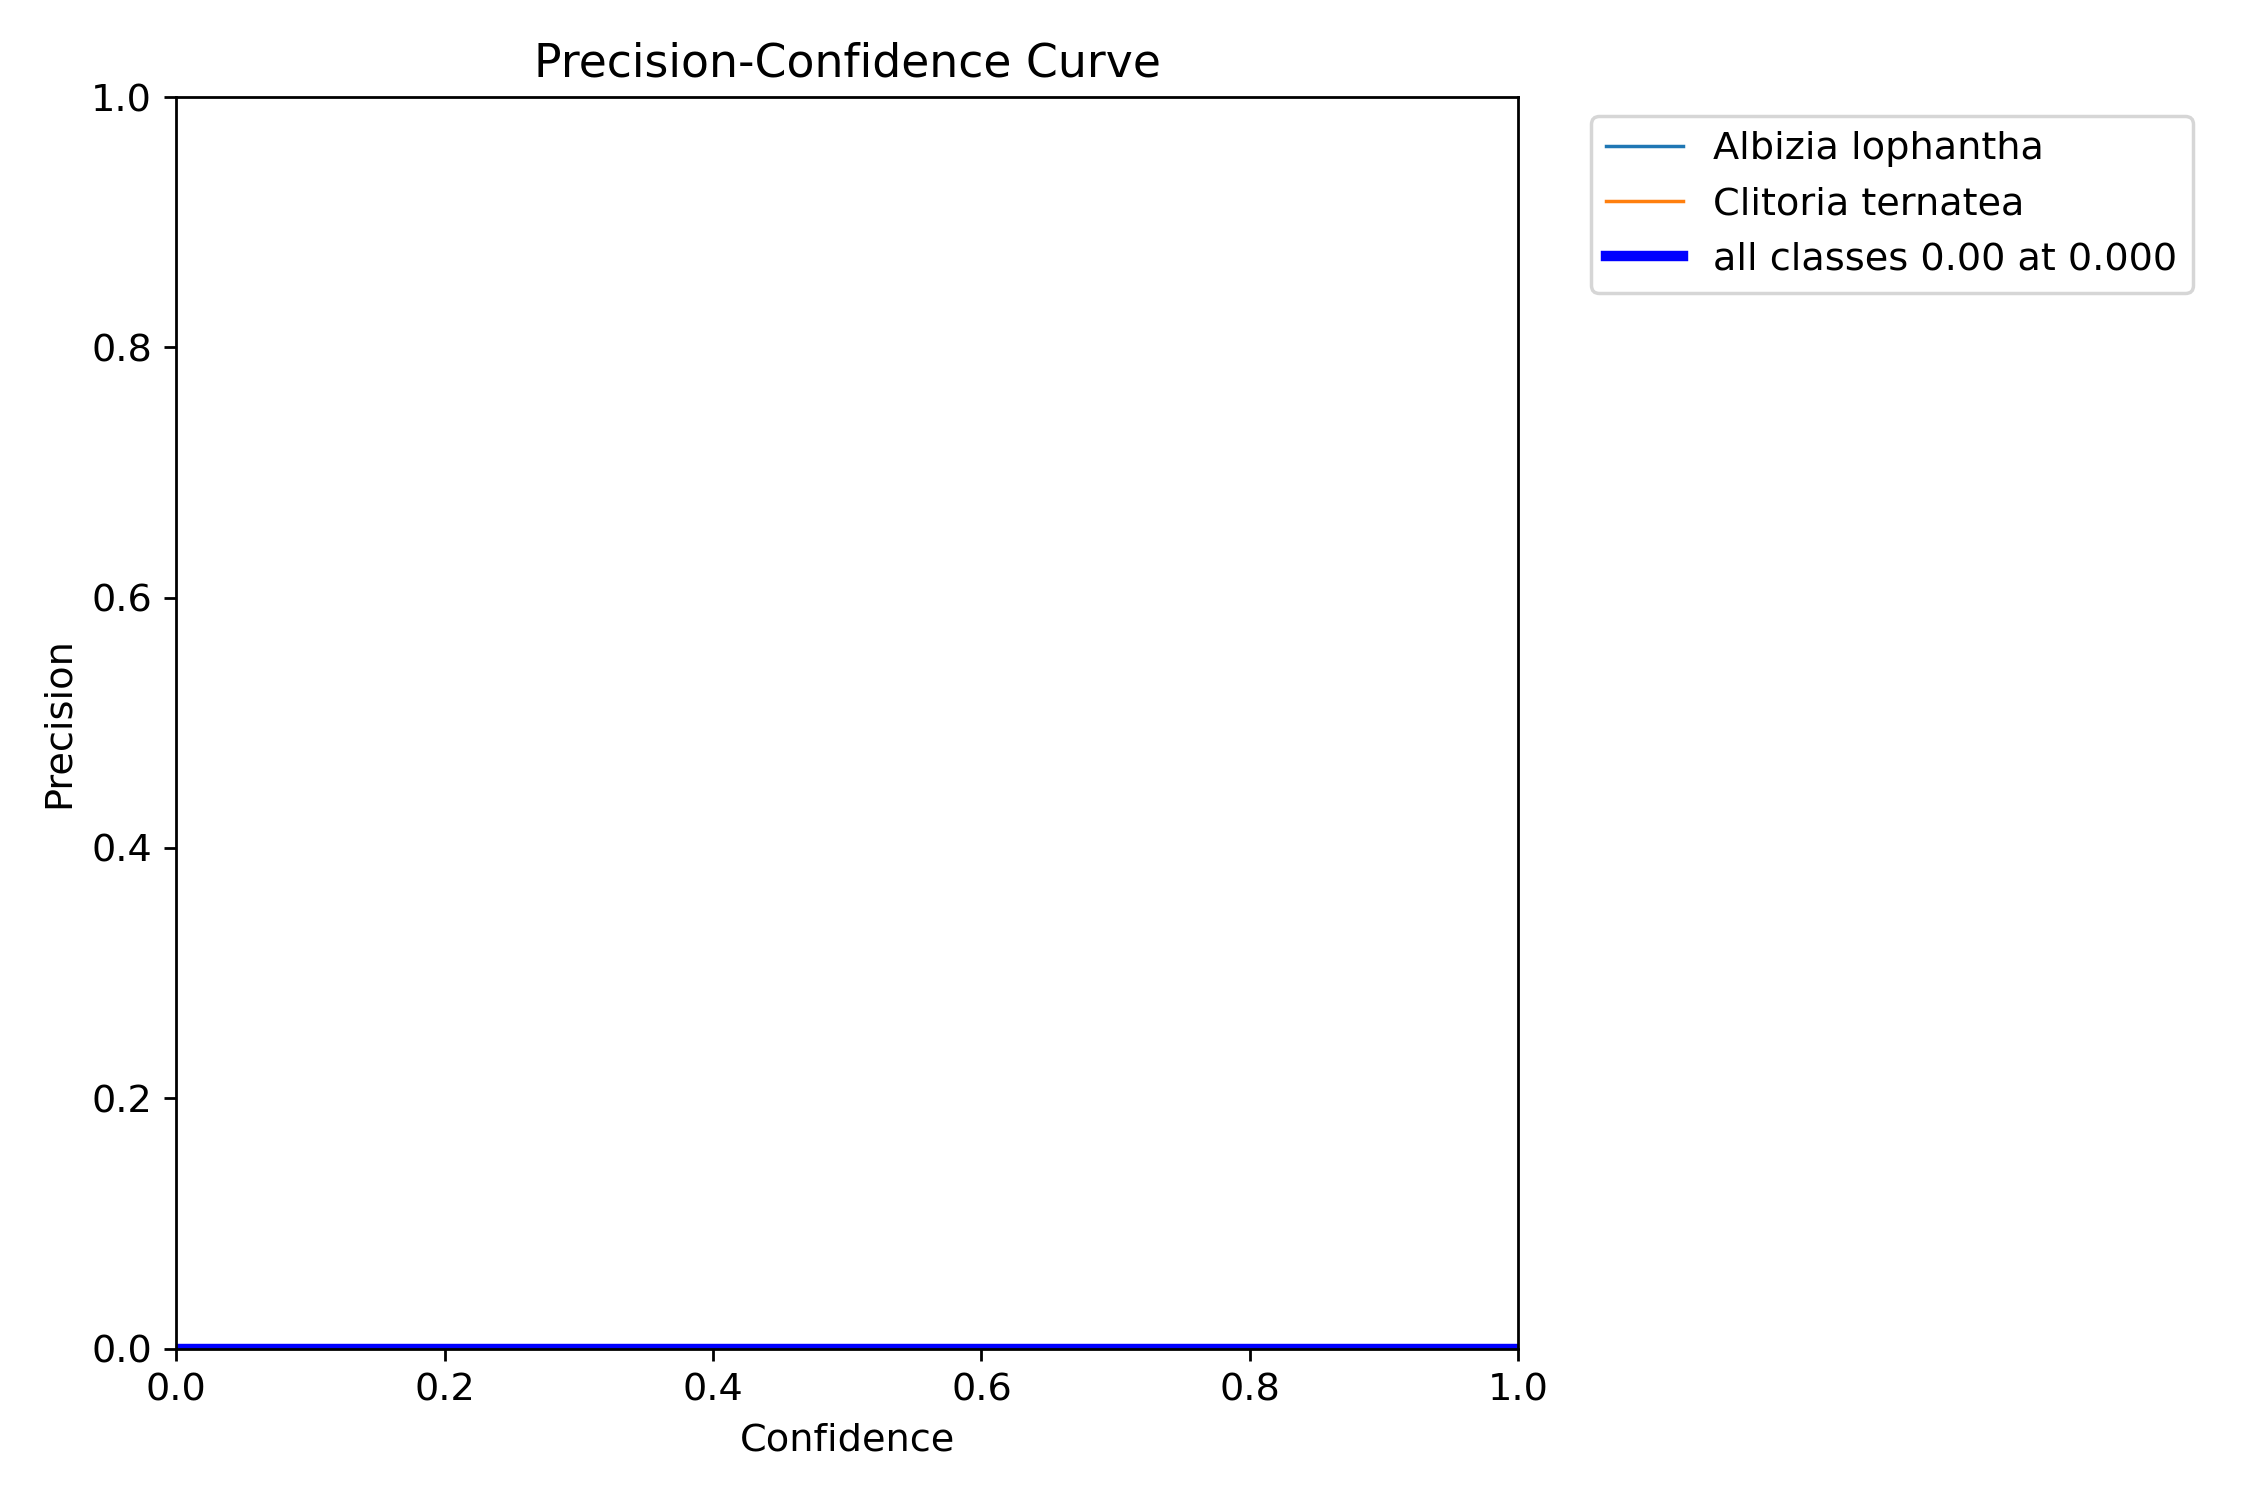 Precision-Confidence Curve
1.0
0.8
0.6
0.4
0.2
0.0
Precision
0.0 0.2 0.4 0.6 0.8 1.0
Confidence
Albizia lophantha
Clitoria ternatea
all classes 0.00 at 0.000